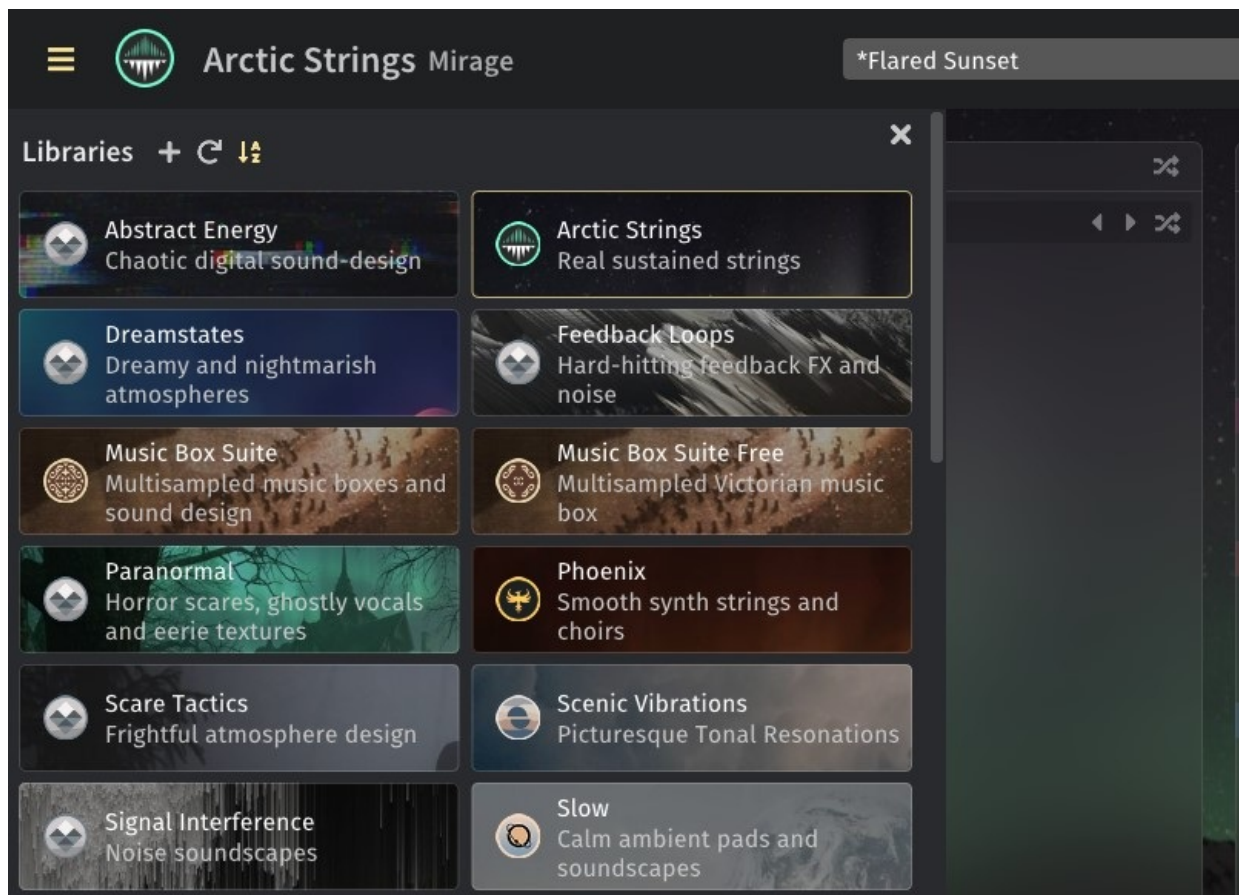 Arctic Strings Mirage
*Flared Sunset
Libraries
Abstract Energy
Chaotic digital sound-design
Arctic Strings
Real sustained strings
Dreamstates
Dreamy and nightmarish
atmospheres
Feedback Loops
Hard-hitting feedback FX and
noise
Music Box Suite
Multisampled music boxes and
sound design
Music Box Suite Free
Multisampled Victorian music
box
Paranormal
Horror scares, ghostly vocals
and eerie textures
Phoenix
Smooth synth strings and
choirs
Scare Tactics
Frightful atmosphere design
Scenic Vibrations
Picturesque Tonal Resonations
Signal Interference
Noise soundscapes
Slow
Calm ambient pads and
soundscapes